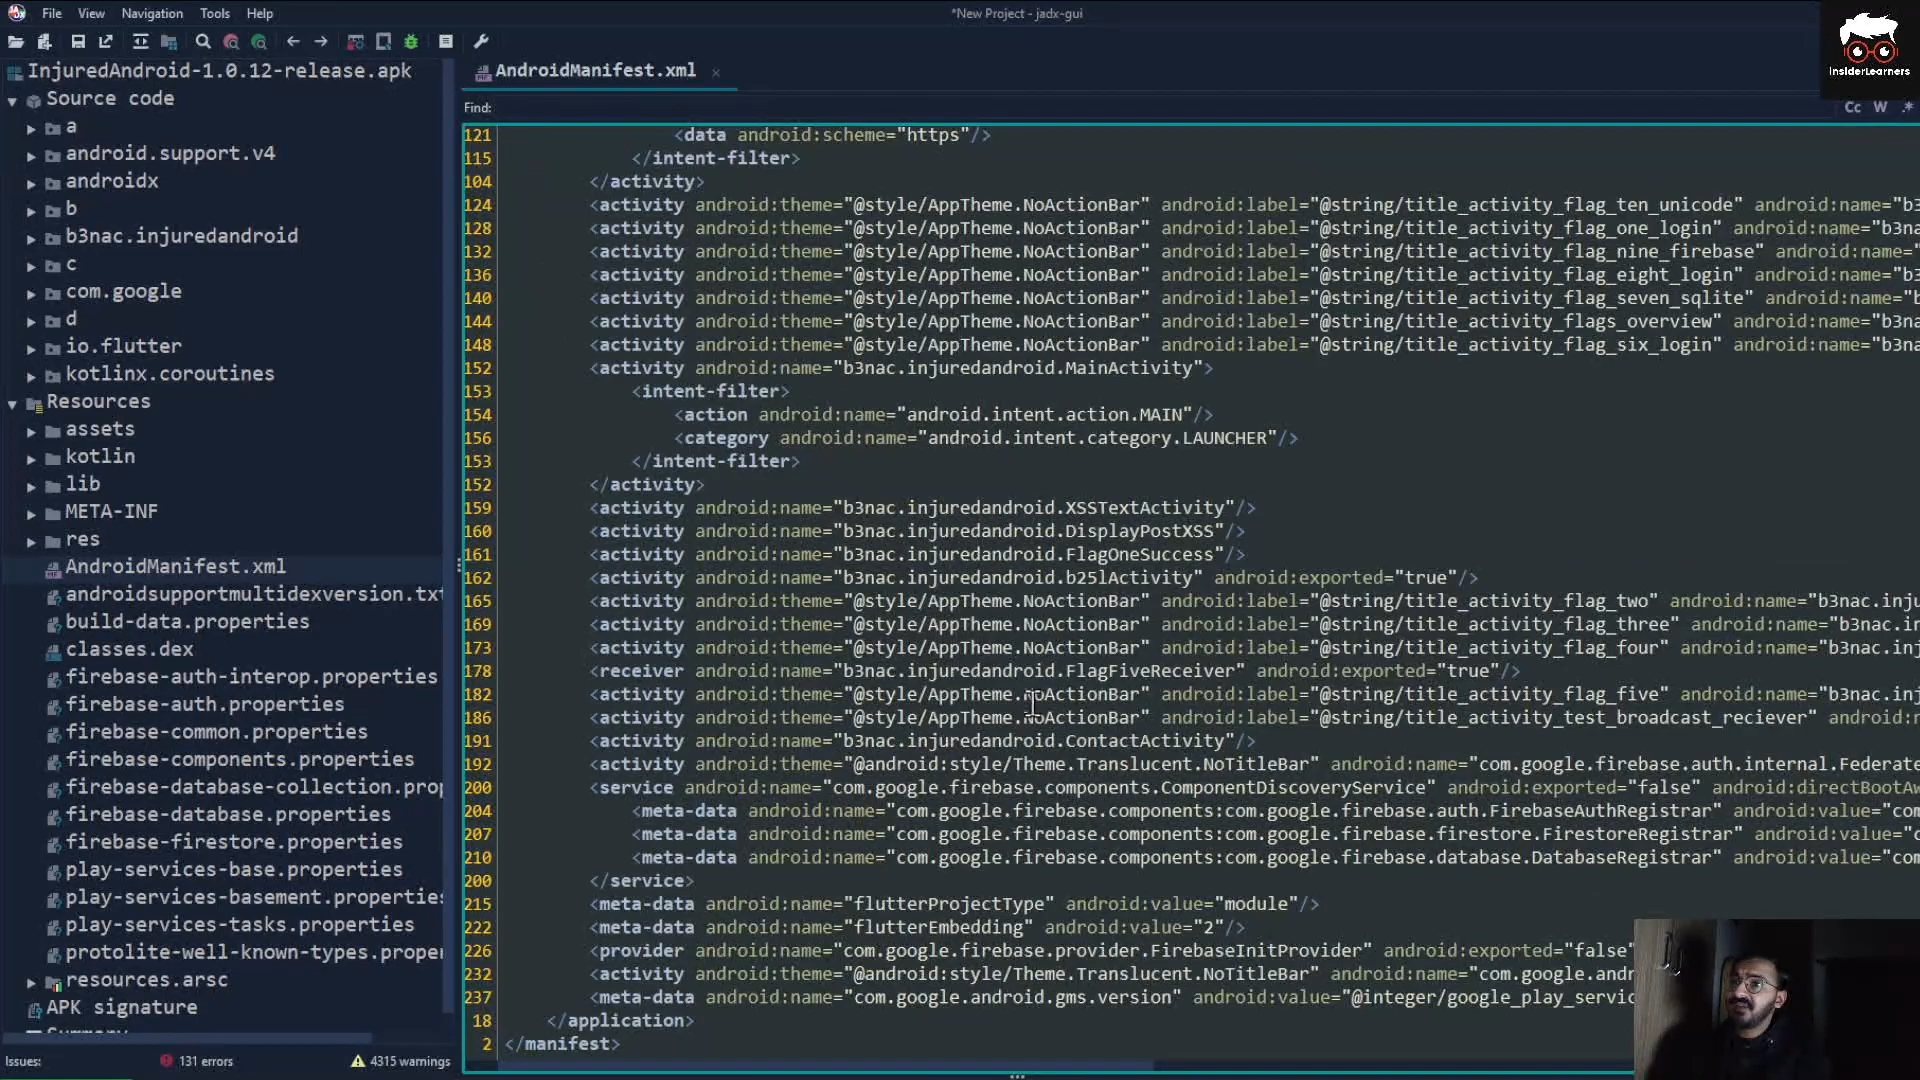 File View Navigation Tools Help
*New Project - jadx-gui
InsiderLearners
InjuredAndroid-1.0.12-release.apk
Source code
a
android.support.v4
androidx
b
b3nac.injuredandroid
c
com.google
d
io.flutter
kotlinx.coroutines
Resources
assets
kotlin
lib
META-INF
res
AndroidManifest.xml
androidsupportmultidexversion.txt
build-data.properties
classes.dex
firebase-auth-interop.properties
firebase-auth.properties
firebase-common.properties
firebase-components.properties
firebase-database-collection.prop
firebase-database.properties
firebase-firestore.properties
play-services-base.properties
play-services-basement.properties
play-services-tasks.properties
protolite-well-known-types.proper
resources.arsc
APK signature
Summary
Issues: 131 errors 4315 warnings
AndroidManifest.xml ×
Find: Cc W .*
121 <data android:scheme="https"/>
115 </intent-filter>
104 </activity>
124 <activity android:theme="@style/AppTheme.NoActionBar" android:label="@string/title_activity_flag_ten_unicode" android:name="b3
128 <activity android:theme="@style/AppTheme.NoActionBar" android:label="@string/title_activity_flag_one_login" android:name="b3nac
132 <activity android:theme="@style/AppTheme.NoActionBar" android:label="@string/title_activity_flag_nine_firebase" android:name="
136 <activity android:theme="@style/AppTheme.NoActionBar" android:label="@string/title_activity_flag_eight_login" android:name="b3
140 <activity android:theme="@style/AppTheme.NoActionBar" android:label="@string/title_activity_flag_seven_sqlite" android:name="b
144 <activity android:theme="@style/AppTheme.NoActionBar" android:label="@string/title_activity_flags_overview" android:name="b3na
148 <activity android:theme="@style/AppTheme.NoActionBar" android:label="@string/title_activity_flag_six_login" android:name="b3na
152 <activity android:name="b3nac.injuredandroid.MainActivity">
153 <intent-filter>
154 <action android:name="android.intent.action.MAIN"/>
156 <category android:name="android.intent.category.LAUNCHER"/>
153 </intent-filter>
152 </activity>
159 <activity android:name="b3nac.injuredandroid.XSSTextActivity"/>
160 <activity android:name="b3nac.injuredandroid.DisplayPostXSS"/>
161 <activity android:name="b3nac.injuredandroid.FlagOneSuccess"/>
162 <activity android:name="b3nac.injuredandroid.b25lActivity" android:exported="true"/>
165 <activity android:theme="@style/AppTheme.NoActionBar" android:label="@string/title_activity_flag_two" android:name="b3nac.inju
169 <activity android:theme="@style/AppTheme.NoActionBar" android:label="@string/title_activity_flag_three" android:name="b3nac.in
173 <activity android:theme="@style/AppTheme.NoActionBar" android:label="@string/title_activity_flag_four" android:name="b3nac.inj
178 <receiver android:name="b3nac.injuredandroid.FlagFiveReceiver" android:exported="true"/>
182 <activity android:theme="@style/AppTheme.NoActionBar" android:label="@string/title_activity_flag_five" android:name="b3nac.inj
186 <activity android:theme="@style/AppTheme.NoActionBar" android:label="@string/title_activity_test_broadcast_reciever" android:n
191 <activity android:name="b3nac.injuredandroid.ContactActivity"/>
192 <activity android:theme="@android:style/Theme.Translucent.NoTitleBar" android:name="com.google.firebase.auth.internal.Federate
200 <service android:name="com.google.firebase.components.ComponentDiscoveryService" android:exported="false" android:directBootAw
204 <meta-data android:name="com.google.firebase.components:com.google.firebase.auth.FirebaseAuthRegistrar" android:value="com
207 <meta-data android:name="com.google.firebase.components:com.google.firebase.firestore.FirestoreRegistrar" android:value="c
210 <meta-data android:name="com.google.firebase.components:com.google.firebase.database.DatabaseRegistrar" android:value="com
200 </service>
215 <meta-data android:name="flutterProjectType" android:value="module"/>
222 <meta-data android:name="flutterEmbedding" android:value="2"/>
226 <provider android:name="com.google.firebase.provider.FirebaseInitProvider" android:exported="false"
232 <activity android:theme="@android:style/Theme.Translucent.NoTitleBar" android:name="com.google.andr
237 <meta-data android:name="com.google.android.gms.version" android:value="@integer/google_play_servic
18 </application>
2 </manifest>